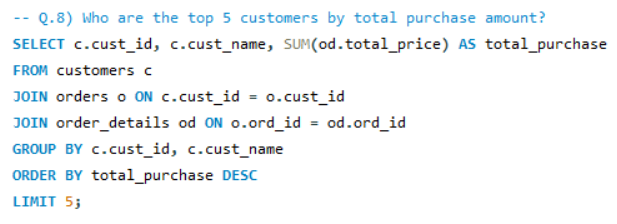 -- Q.8) Who are the top 5 customers by total purchase amount?
SELECT c.cust_id, c.cust_name, SUM(od.total_price) AS total_purchase
FROM customers c
JOIN orders o ON c.cust_id = o.cust_id
JOIN order_details od ON o.ord_id = od.ord_id
GROUP BY c.cust_id, c.cust_name
ORDER BY total_purchase DESC
LIMIT 5;